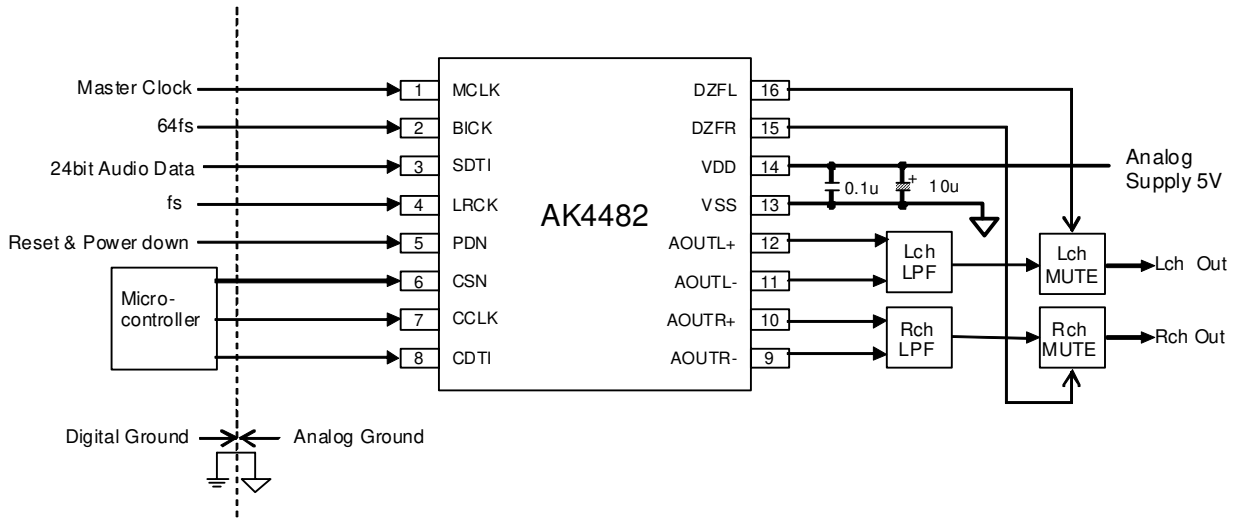 Master Clock
64fs
24bit Audio Data
fs
Reset & Power down
Micro-
controller
1
2
3
4
5
6
7
8
MCLK
BICK
SDTI
LRCK
PDN
CSN
CCLK
CDTI
AK4482
DZFL
DZFR
VDD
VSS
AOUTL+
AOUTL-
AOUTR+
AOUTR-
16
15
14
13
12
11
10
9
0.1u
+
10u
Analog
Supply 5V
Lch
LPF
Lch
MUTE
Lch Out
Rch
LPF
Rch
MUTE
Rch Out
Digital Ground
Analog Ground